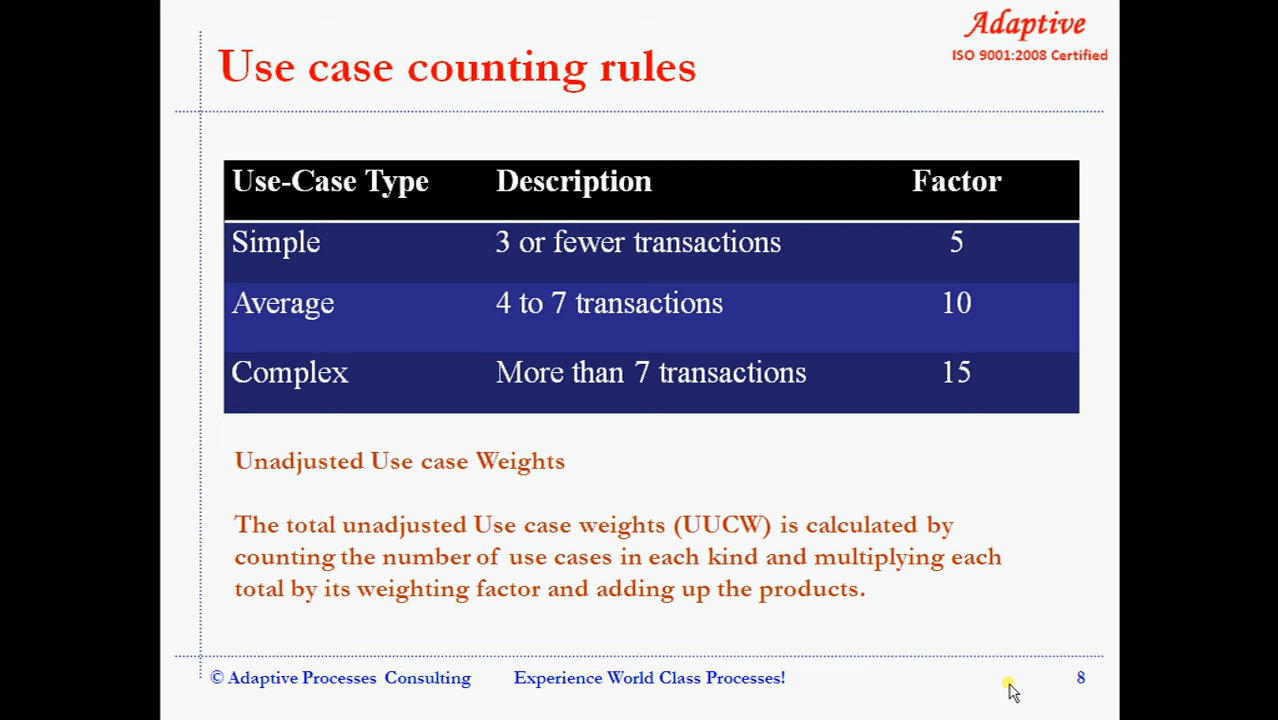 Adaptive
ISO 9001:2008 Certified
Use case counting rules
Use-Case Type Description Factor
Simple 3 or fewer transactions 5
Average 4 to 7 transactions 10
Complex More than 7 transactions 15
Unadjusted Use case Weights
The total unadjusted Use case weights (UUCW) is calculated by
counting the number of use cases in each kind and multiplying each
total by its weighting factor and adding up the products.
© Adaptive Processes Consulting Experience World Class Processes! 8